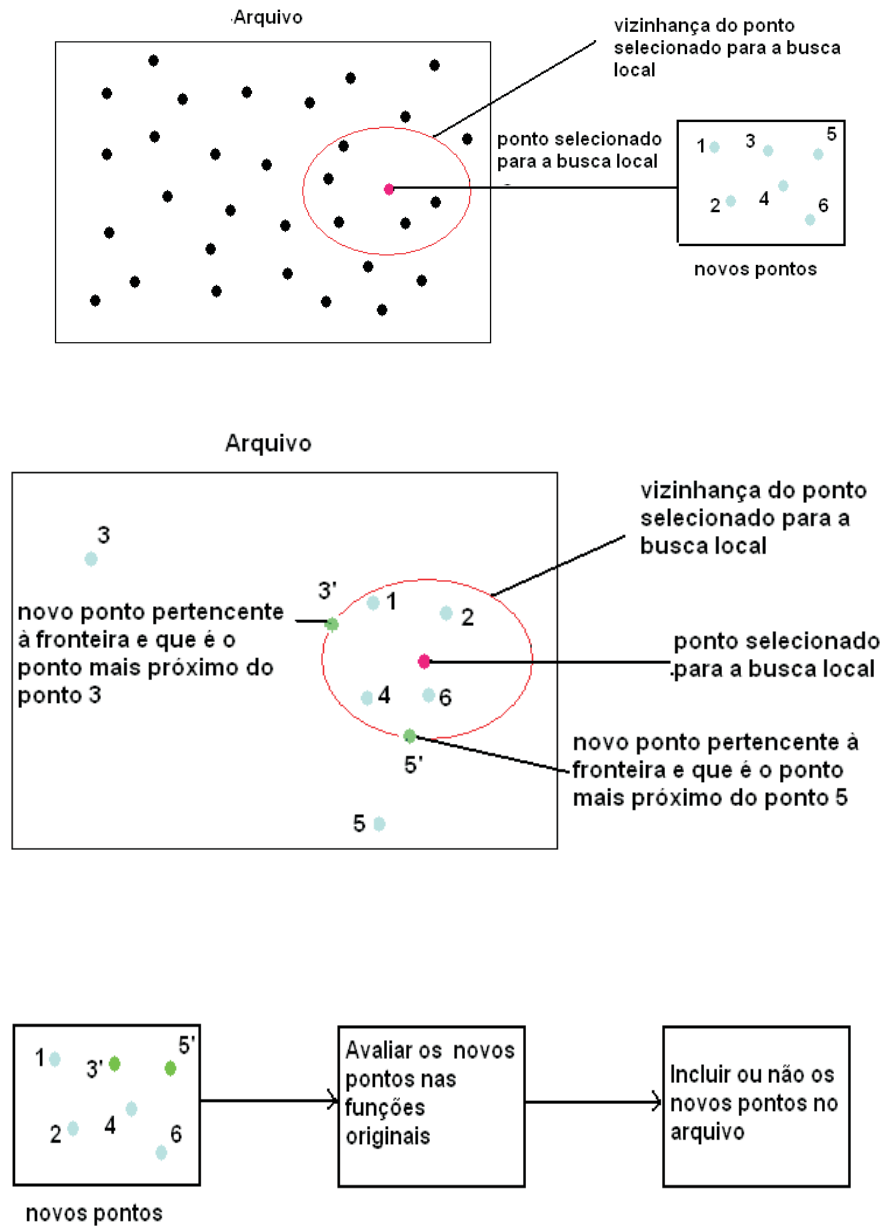 Arquivo
vizinhança do ponto
selecionado para a busca
local
ponto selecionado
para a busca local
1
3
5
2
4
6
novos pontos
Arquivo
vizinhança do ponto
selecionado para a
busca local
3
3'
1
2
novo ponto pertencente
à fronteira e que é o
ponto mais próximo do
ponto 3
ponto selecionado
para a busca local
4
6
5'
novo ponto pertencente à
fronteira e que é o ponto
mais próximo do ponto 5
5
1
3'
5'
2
4
6
novos pontos
Avaliar os novos
pontos nas
funções
originais
Incluir ou não os
novos pontos no
arquivo